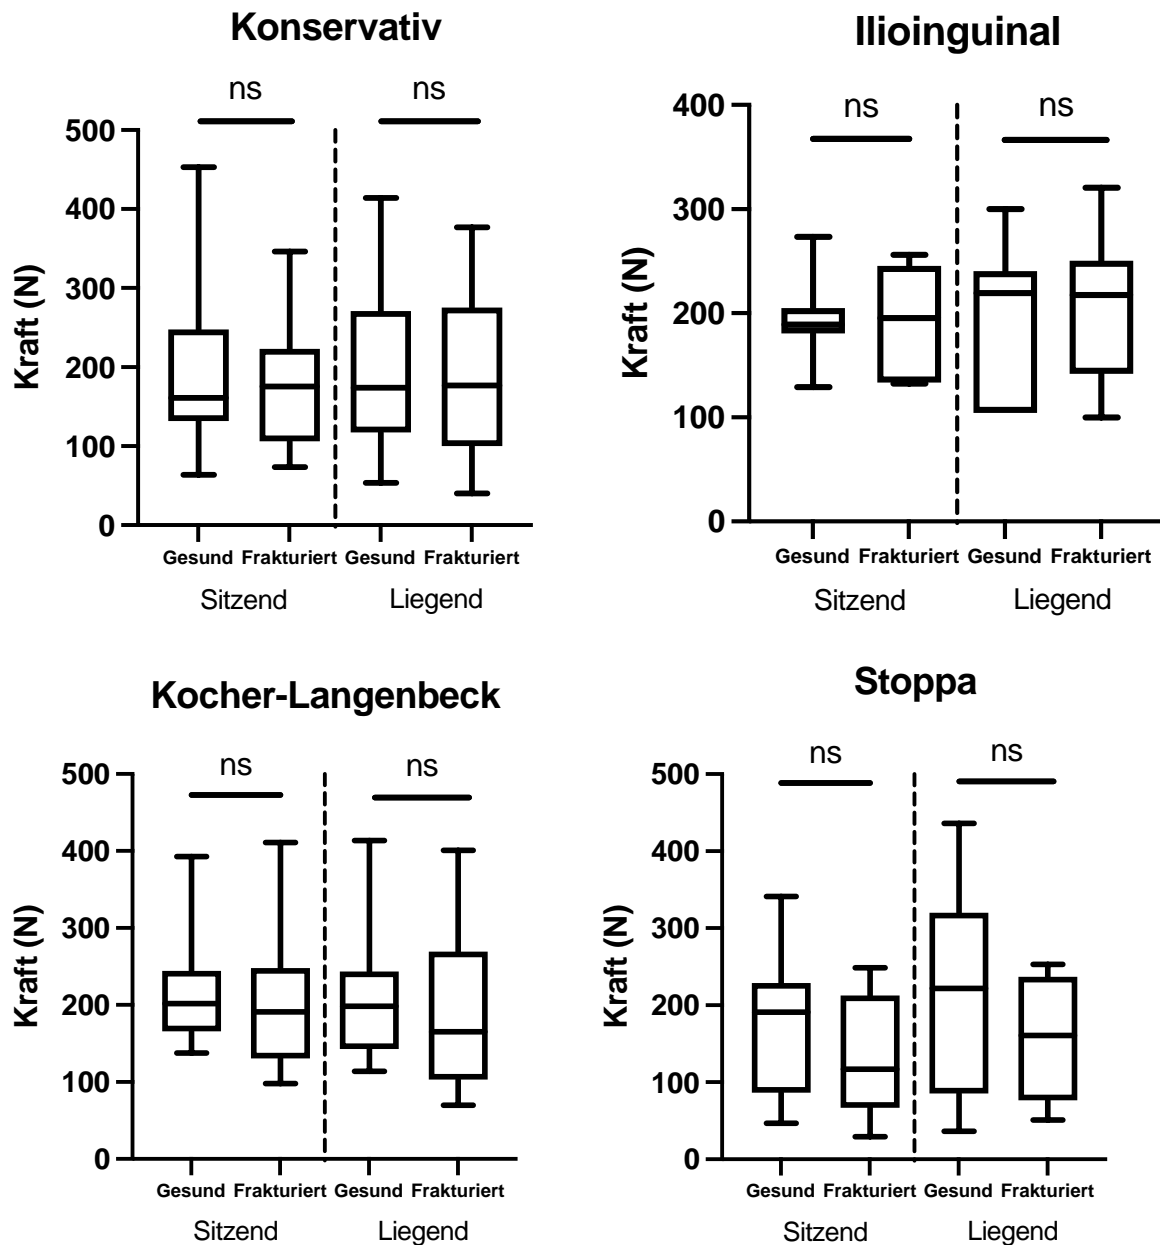 Konservativ
ns ns
500
400
300
200
100
0
Kraft (N)
Gesund Frakturiert Gesund Frakturiert
Sitzend Liegend
Ilioinguinal
ns ns
400
300
200
100
0
Kraft (N)
Gesund Frakturiert Gesund Frakturiert
Sitzend Liegend
Kocher-Langenbeck
ns ns
500
400
300
200
100
0
Kraft (N)
Gesund Frakturiert Gesund Frakturiert
Sitzend Liegend
Stoppa
ns ns
500
400
300
200
100
0
Kraft (N)
Gesund Frakturiert Gesund Frakturiert
Sitzend Liegend